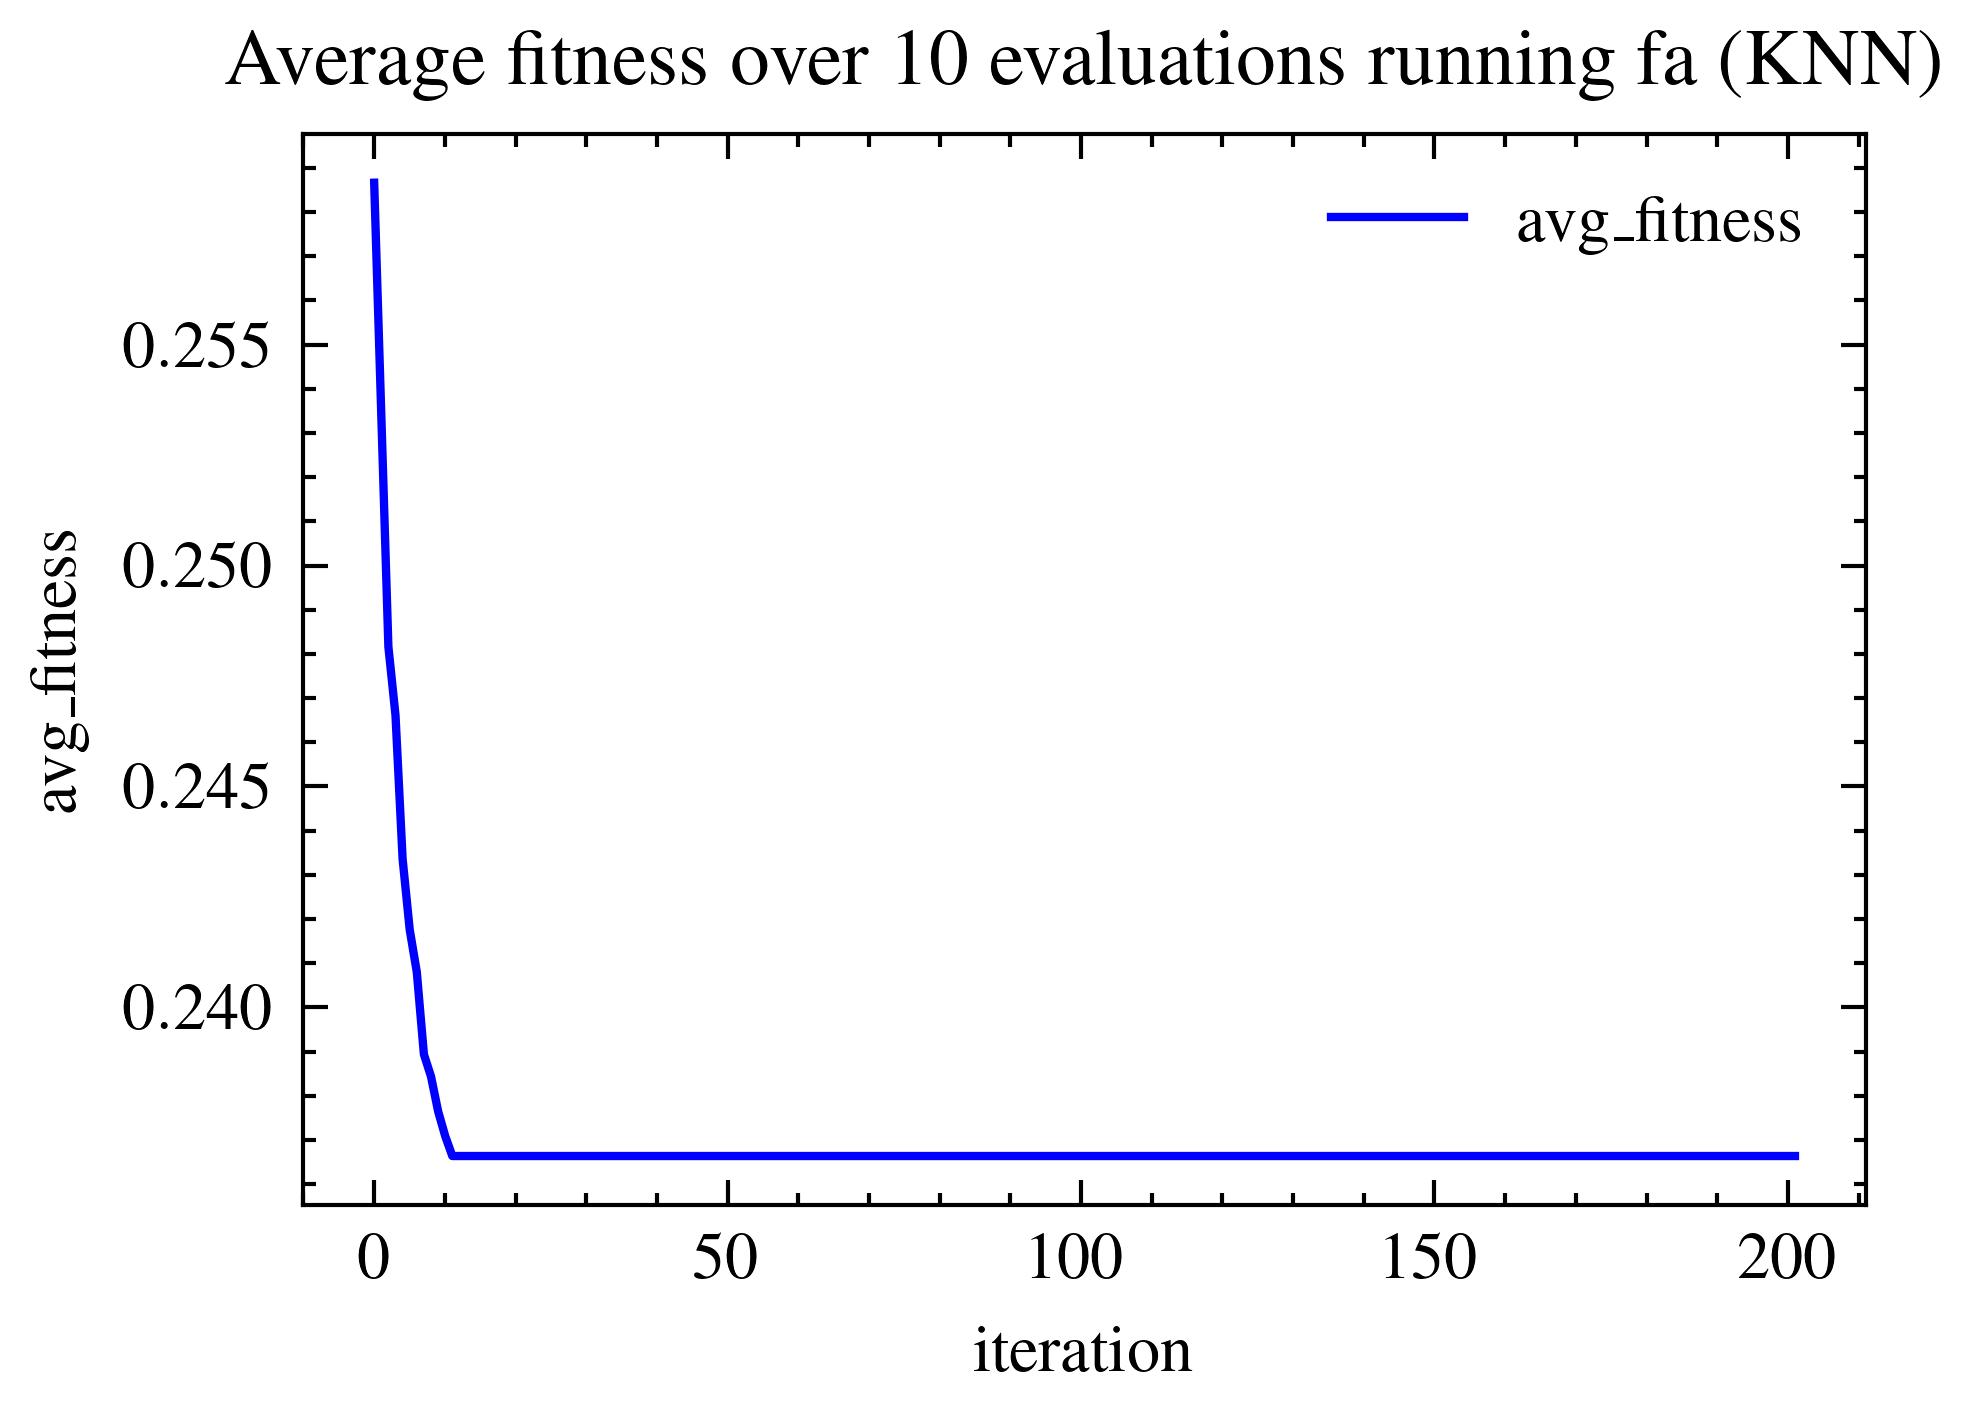 Average fitness over 10 evaluations running fa (KNN)
avg_fitness
0.255
0.250
0.245
0.240
avg_fitness
0 50 100 150 200
iteration